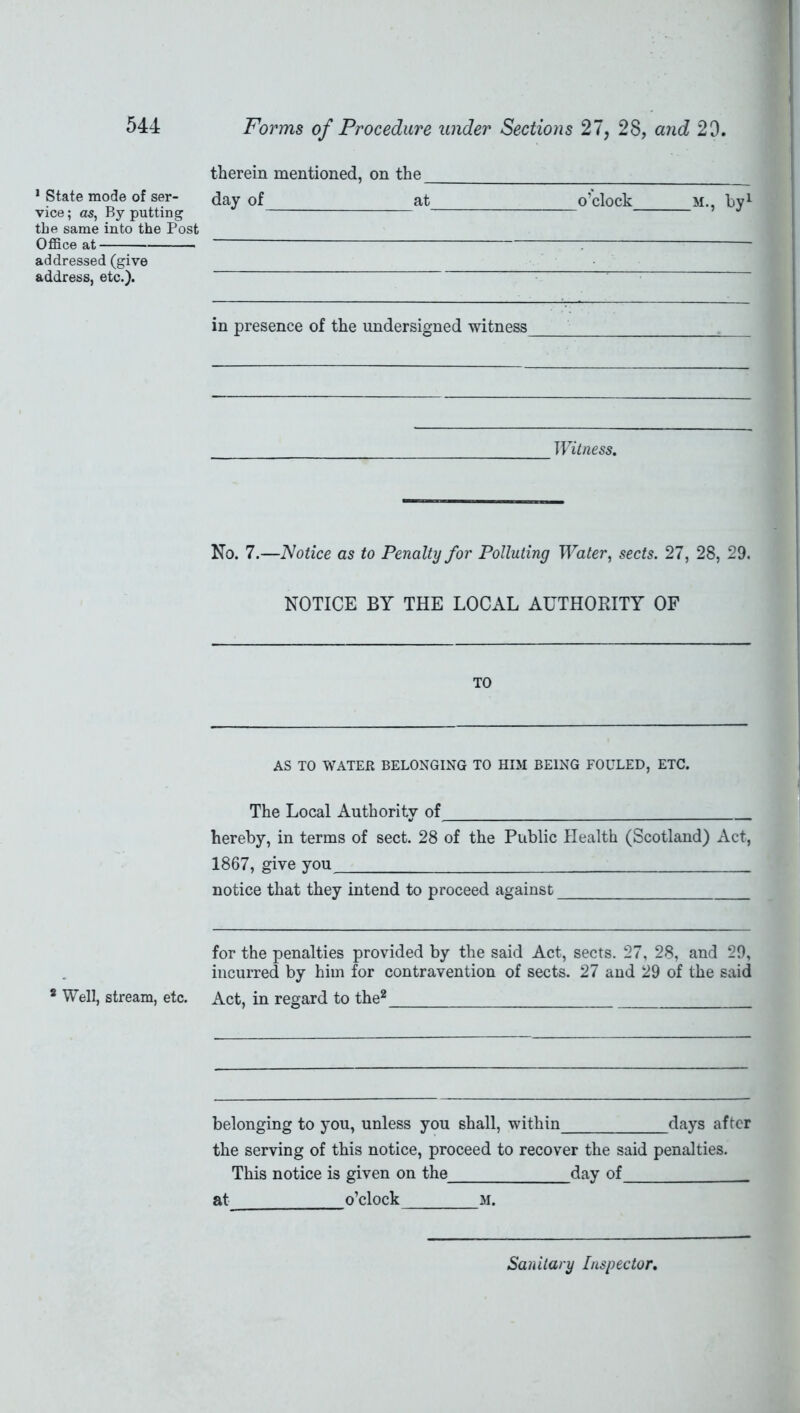 544 Forms of Procedure under Sections 27, 28, and 29.
therein mentioned, on the
day of at o'clock M., by¹
¹ State mode of ser-
vice; as, By putting
the same into the Post
Office at
addressed (give
address, etc.).
in presence of the undersigned witness
Witness.
No. 7.—Notice as to Penalty for Polluting Water, sects. 27, 28, 29.
NOTICE BY THE LOCAL AUTHORITY OF
TO
AS TO WATER BELONGING TO HIM BEING FOULED, ETC.
The Local Authority of
hereby, in terms of sect. 28 of the Public Health (Scotland) Act,
1867, give you
notice that they intend to proceed against
for the penalties provided by the said Act, sects. 27, 28, and 29,
incurred by him for contravention of sects. 27 and 29 of the said
Act, in regard to the²
² Well, stream, etc.
belonging to you, unless you shall, within days after
the serving of this notice, proceed to recover the said penalties.
This notice is given on the day of
at o'clock M.
Sanitary Inspector.